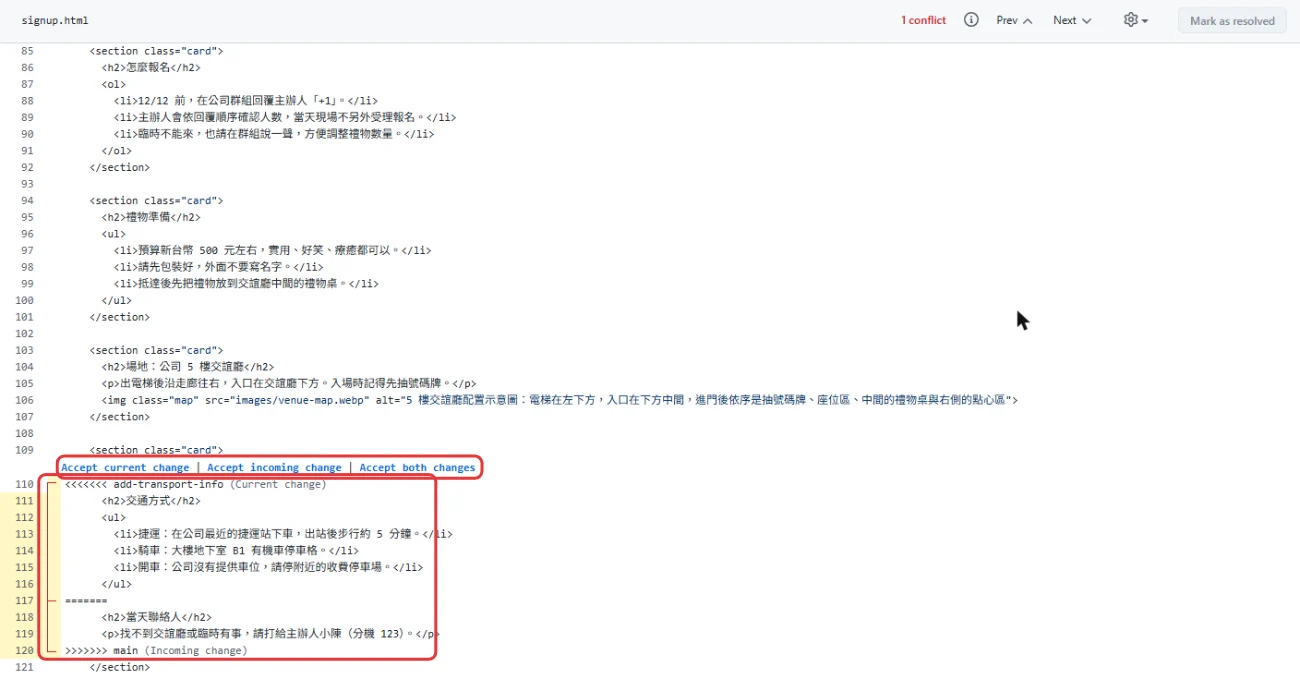 signup.html
1 conflict Prev Next Mark as resolved
85 <section class="card">
86 <h2>怎麼報名</h2>
87 <ol>
88 <li>12/12 前，在公司群組回覆主辦人「+1」。</li>
89 <li>主辦人會依回覆順序確認人數，當天現場不另外受理報名。</li>
90 <li>臨時不能來，也請在群組說一聲，方便調整禮物數量。</li>
91 </ol>
92 </section>
93
94 <section class="card">
95 <h2>禮物準備</h2>
96 <ul>
97 <li>預算新台幣 500 元左右，實用、好笑、療癒都可以。</li>
98 <li>請先包裝好，外面不要寫名字。</li>
99 <li>抵達後先把禮物放到交誼廳中間的禮物桌。</li>
100 </ul>
101 </section>
102
103 <section class="card">
104 <h2>場地：公司 5 樓交誼廳</h2>
105 <p>出電梯後沿走廊往右，入口在交誼廳下方。入場時記得先抽號碼牌。</p>
106 <img class="map" src="images/venue-map.webp" alt="5 樓交誼廳配置示意圖：電梯在左下方，入口在下方中間，進門後依序是抽號碼牌、座位區、中間的禮物桌與右側的點心區">
107 </section>
108
109 <section class="card">
Accept current change | Accept incoming change | Accept both changes
110 <<<<<<< add-transport-info (Current change)
111 <h2>交通方式</h2>
112 <ul>
113 <li>捷運：在公司最近的捷運站下車，出站後步行約 5 分鐘。</li>
114 <li>騎車：大樓地下室 B1 有機車停車格。</li>
115 <li>開車：公司沒有提供車位，請停附近的收費停車場。</li>
116 </ul>
117 =======
118 <h2>當天聯絡人</h2>
119 <p>找不到交誼廳或臨時有事，請打給主辦人小陳（分機 123）。</p>
120 >>>>>>> main (Incoming change)
121 </section>